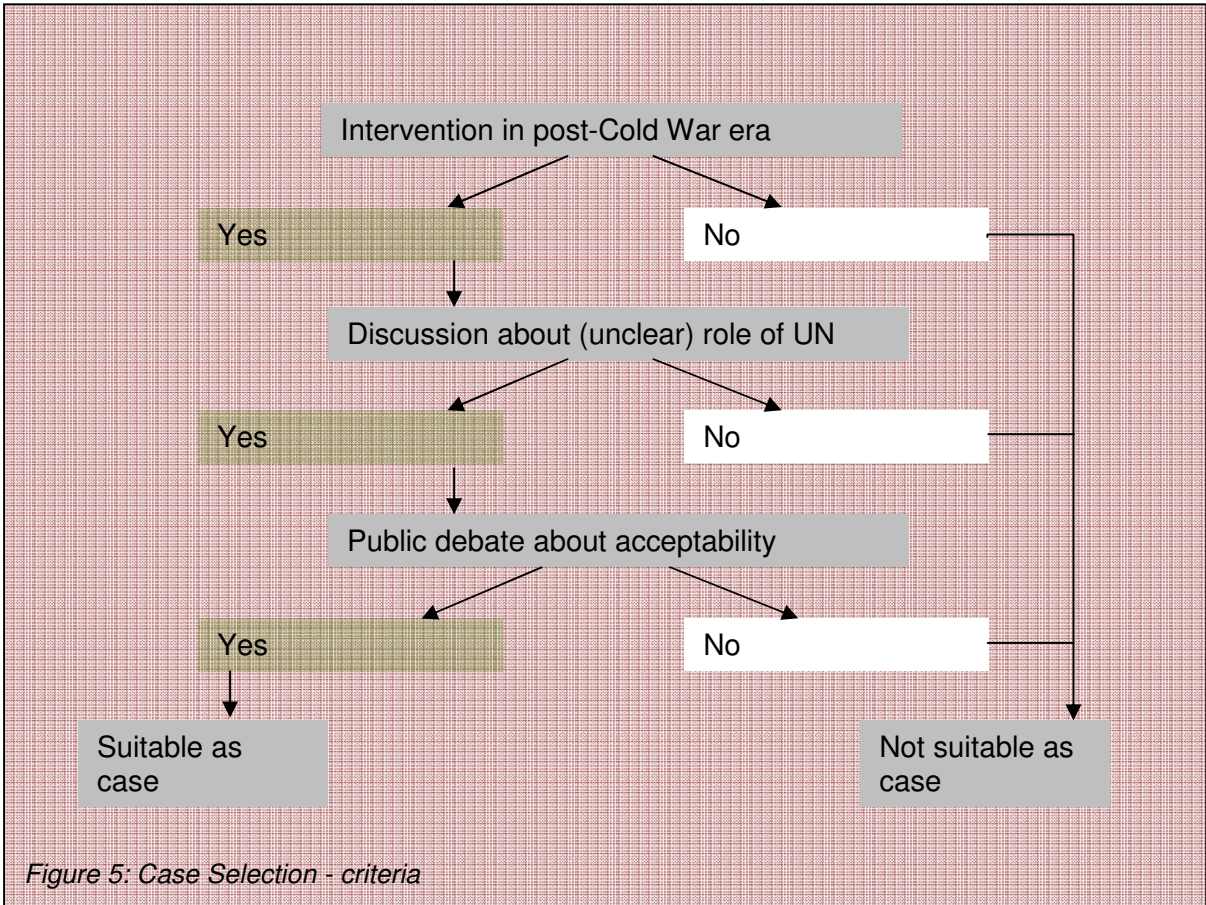 Intervention in post-Cold War era
Yes
No
Discussion about (unclear) role of UN
Yes
No
Public debate about acceptability
Yes
No
Suitable as
case
Not suitable as
case
Figure 5: Case Selection - criteria